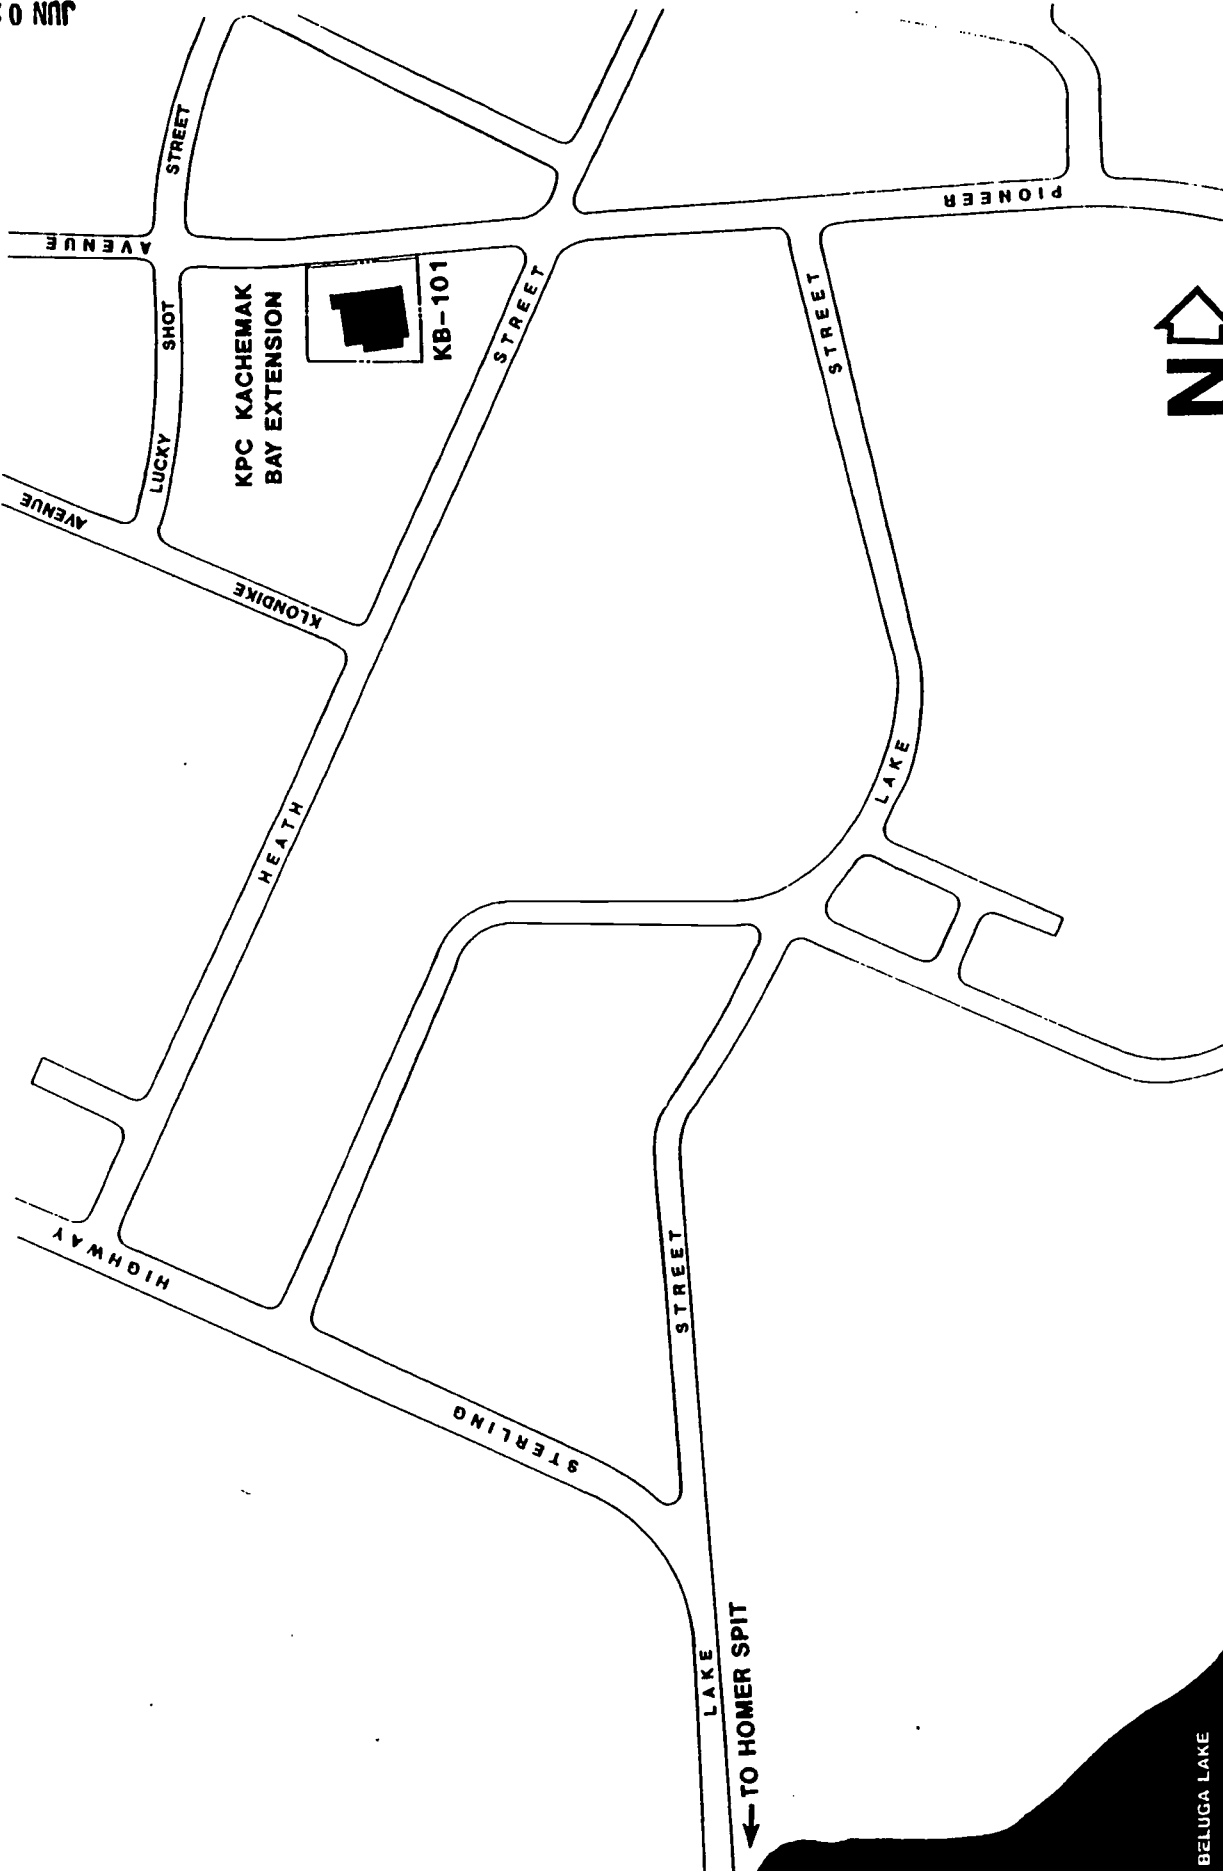 JUN 0
STREET
AVENUE
SHOT
LUCKY
AVENUE
KLONDIKE
KPC KACHEMAK
BAY EXTENSION
KB-101
STREET
HEATH
PIONEER
STREET
LAKE
N
HIGHWAY
STERLING
STREET
LAKE
TO HOMER SPIT
BELUGA LAKE